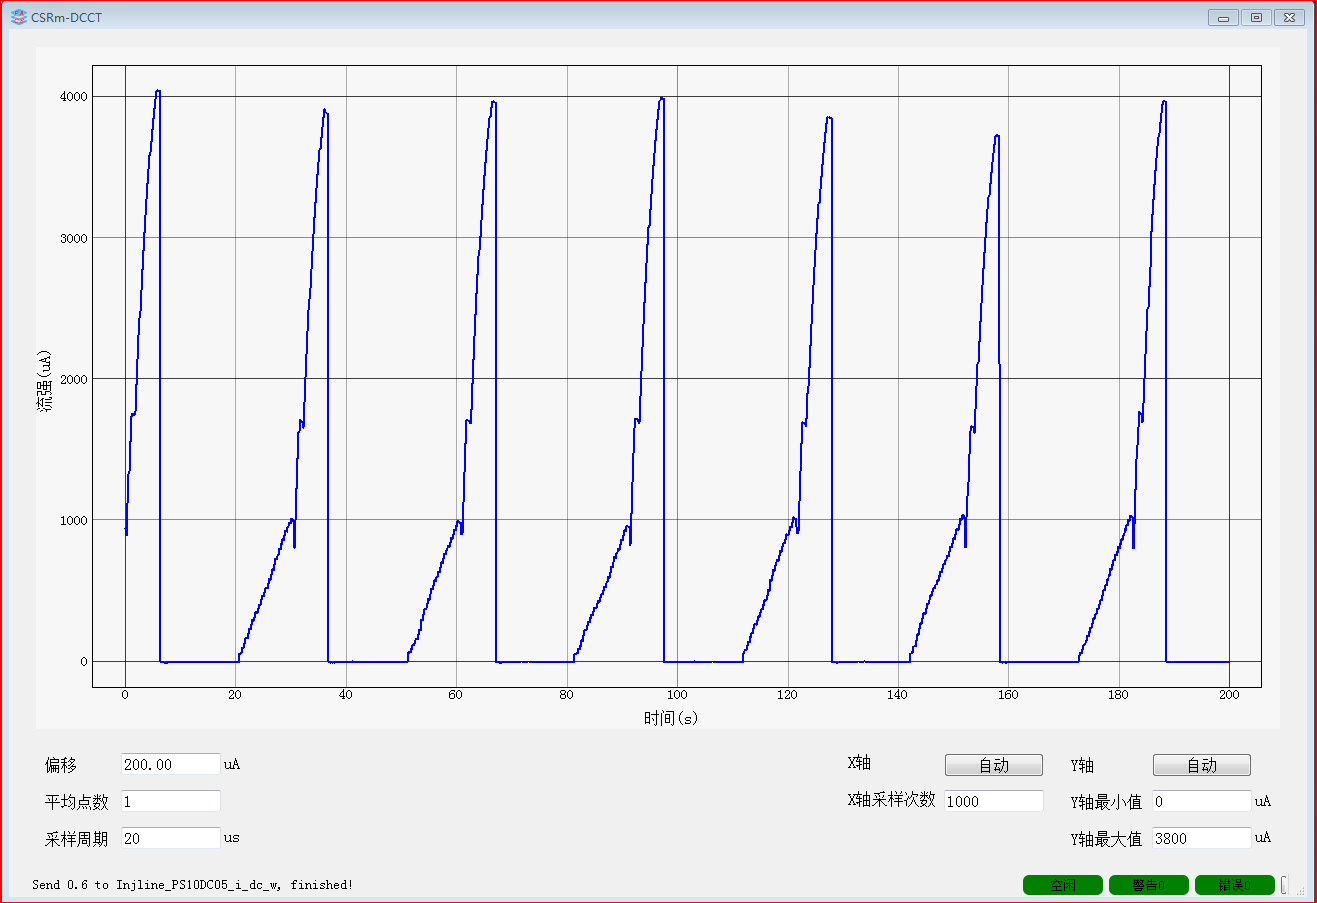 CSRm-DCCT
4000
3000
2000
1000
0
流强(uA)
0 20 40 60 80 100 120 140 160 180 200
时间(s)
偏移 200.00 uA X轴 自动 Y轴 自动
平均点数 1 X轴采样次数 1000 Y轴最小值 0 uA
采样周期 20 us Y轴最大值 3800 uA
Send 0.6 to Injline_PS10DC05_i_dc_w, finished! 空闲 警告0 错误0